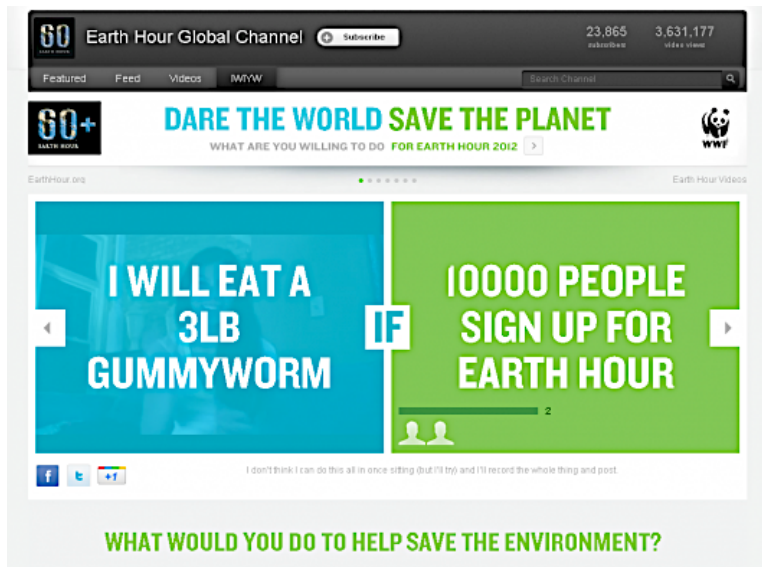 60
EARTH HOUR
Earth Hour Global Channel
Subscribe
23,865
subscribers
3,631,177
video views
Featured Feed Videos IWIYW
Search Channel
60+
EARTH HOUR
DARE THE WORLD SAVE THE PLANET
WHAT ARE YOU WILLING TO DO FOR EARTH HOUR 2012
WWF
EarthHour.org
Earth Hour Videos
I WILL EAT A
3LB
GUMMYWORM
IF
10000 PEOPLE
SIGN UP FOR
EARTH HOUR
2
f t +1
I don't think I can do this all in once sitting (but I'll try) and I'll record the whole thing and post.
WHAT WOULD YOU DO TO HELP SAVE THE ENVIRONMENT?